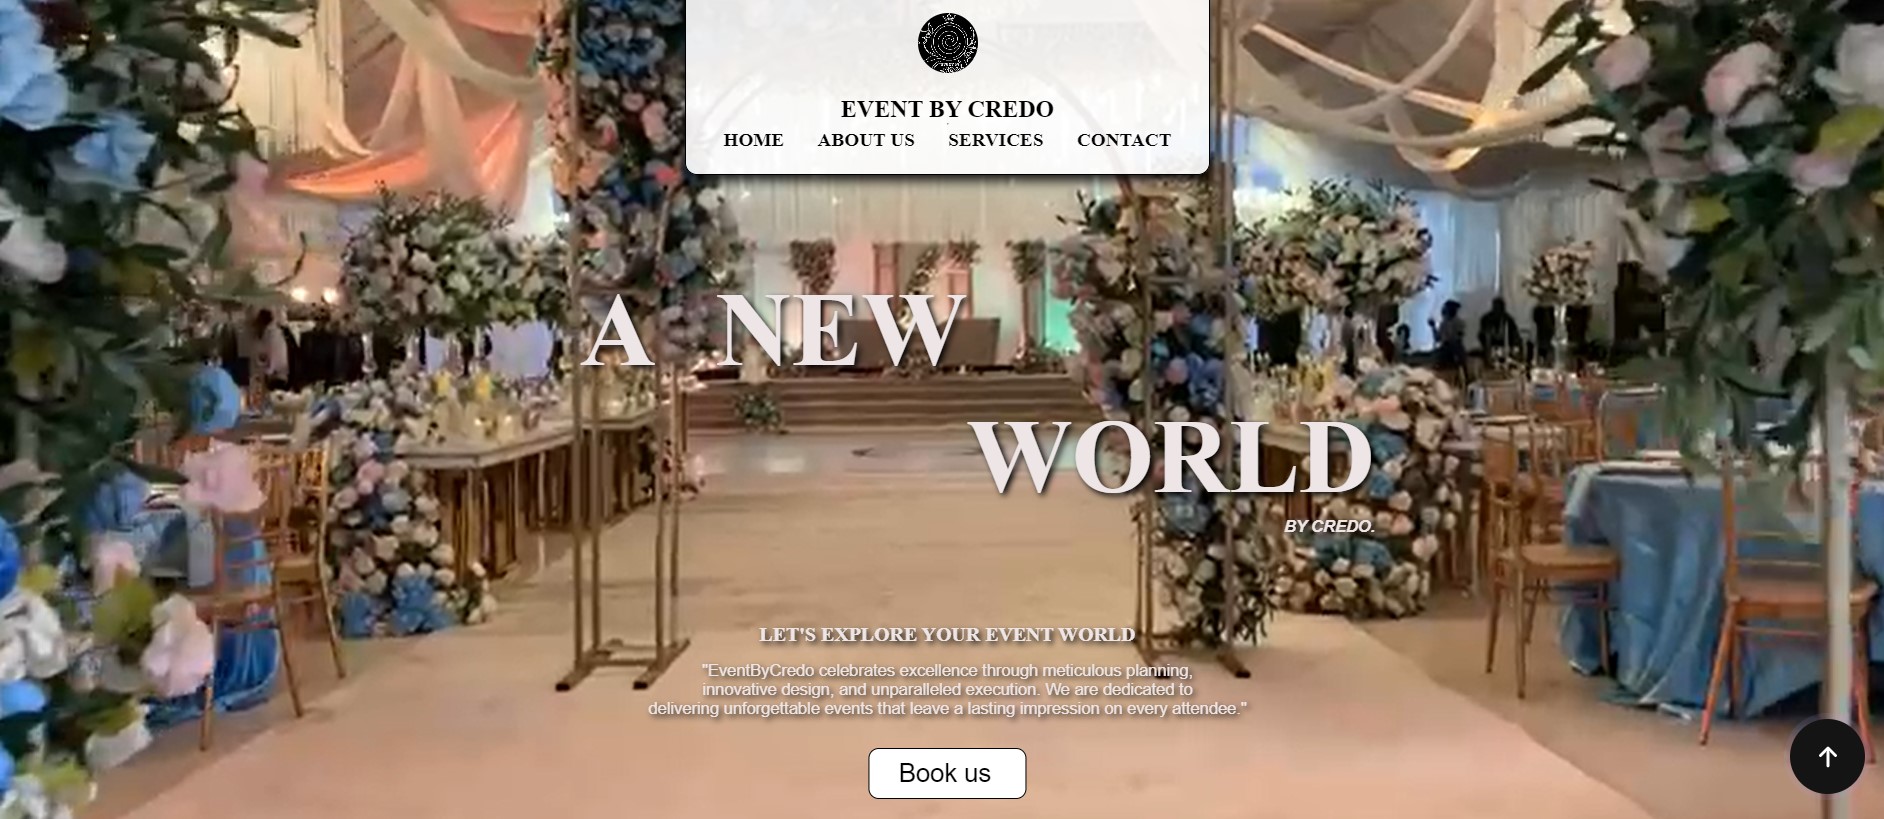 EVENT BY CREDO
HOME ABOUT US SERVICES CONTACT
A NEW
WORLD
BY CREDO.
LET'S EXPLORE YOUR EVENT WORLD
"EventByCredo celebrates excellence through meticulous planning,
innovative design, and unparalleled execution. We are dedicated to
delivering unforgettable events that leave a lasting impression on every attendee."
Book us